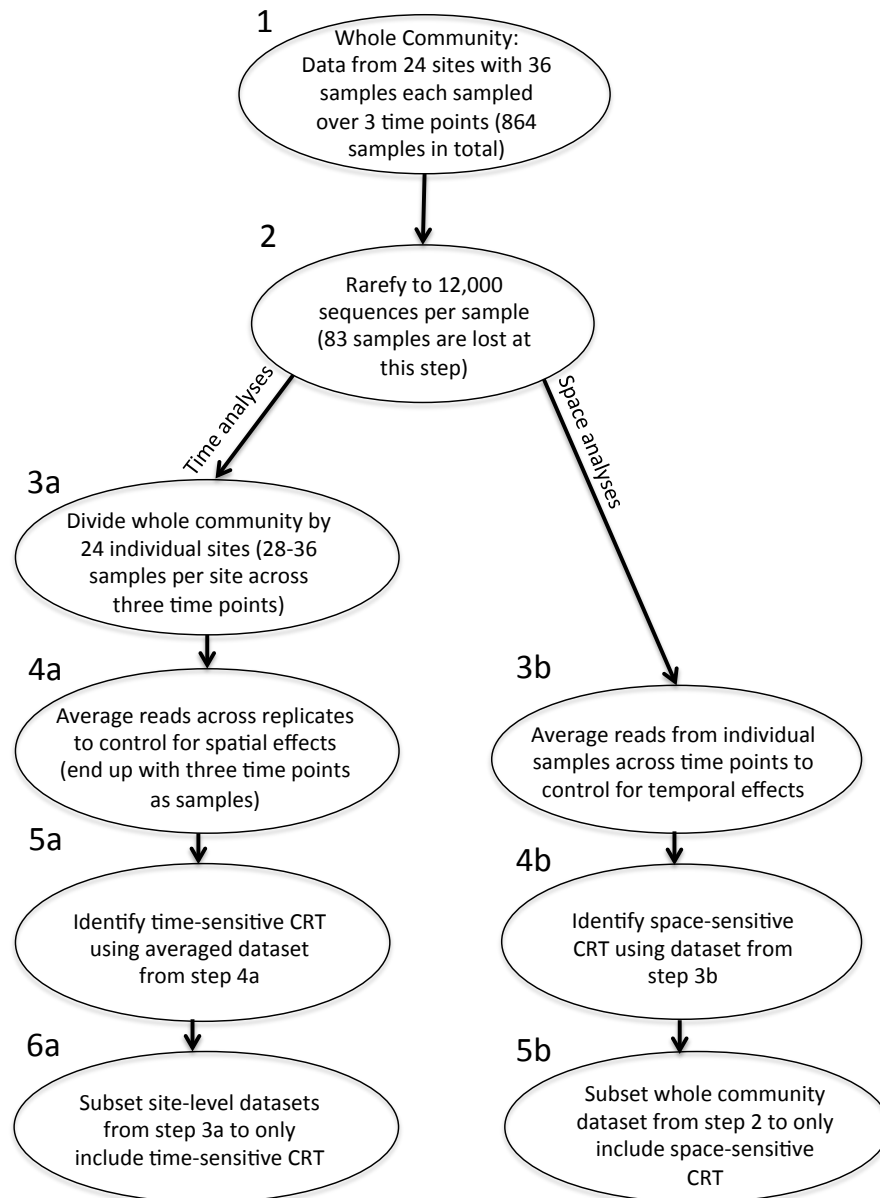 1
Whole Community:
Data from 24 sites with 36
samples each sampled
over 3 time points (864
samples in total)
2
Rarefy to 12,000
sequences per sample
(83 samples are lost at
this step)
Time analyses
Space analyses
3a
Divide whole community by
24 individual sites (28-36
samples per site across
three time points)
4a
Average reads across replicates
to control for spatial effects
(end up with three time points
as samples)
3b
Average reads from individual
samples across time points to
control for temporal effects
5a
Identify time-sensitive CRT
using averaged dataset
from step 4a
4b
Identify space-sensitive
CRT using dataset from
step 3b
6a
Subset site-level datasets
from step 3a to only
include time-sensitive CRT
5b
Subset whole community
dataset from step 2 to only
include space-sensitive
CRT